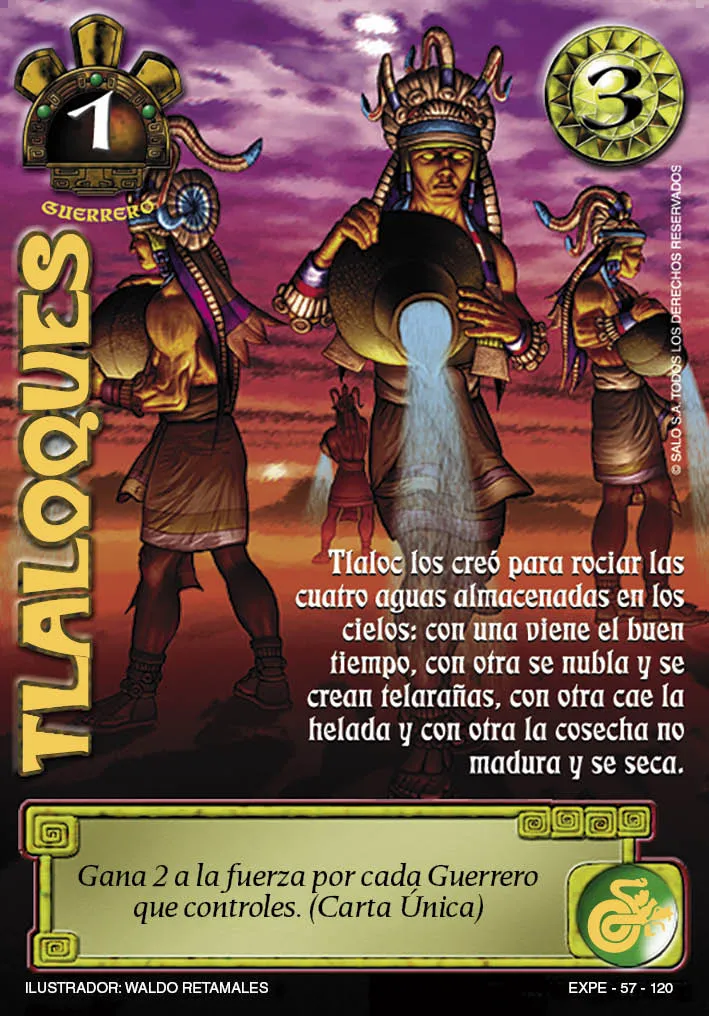 1
3
GUERRERO
TLALOQUES
© SALO S.A. TODOS LOS DERECHOS RESERVADOS
Tlaloc los creó para rociar las
cuatro aguas almacenadas en los
cielos: con una viene el buen
tiempo, con otra se nubla y se
crean telarañas, con otra cae la
helada y con otra la cosecha no
madura y se seca.
Gana 2 a la fuerza por cada Guerrero
que controles. (Carta Única)
ILUSTRADOR: WALDO RETAMALES
EXPE - 57 - 120